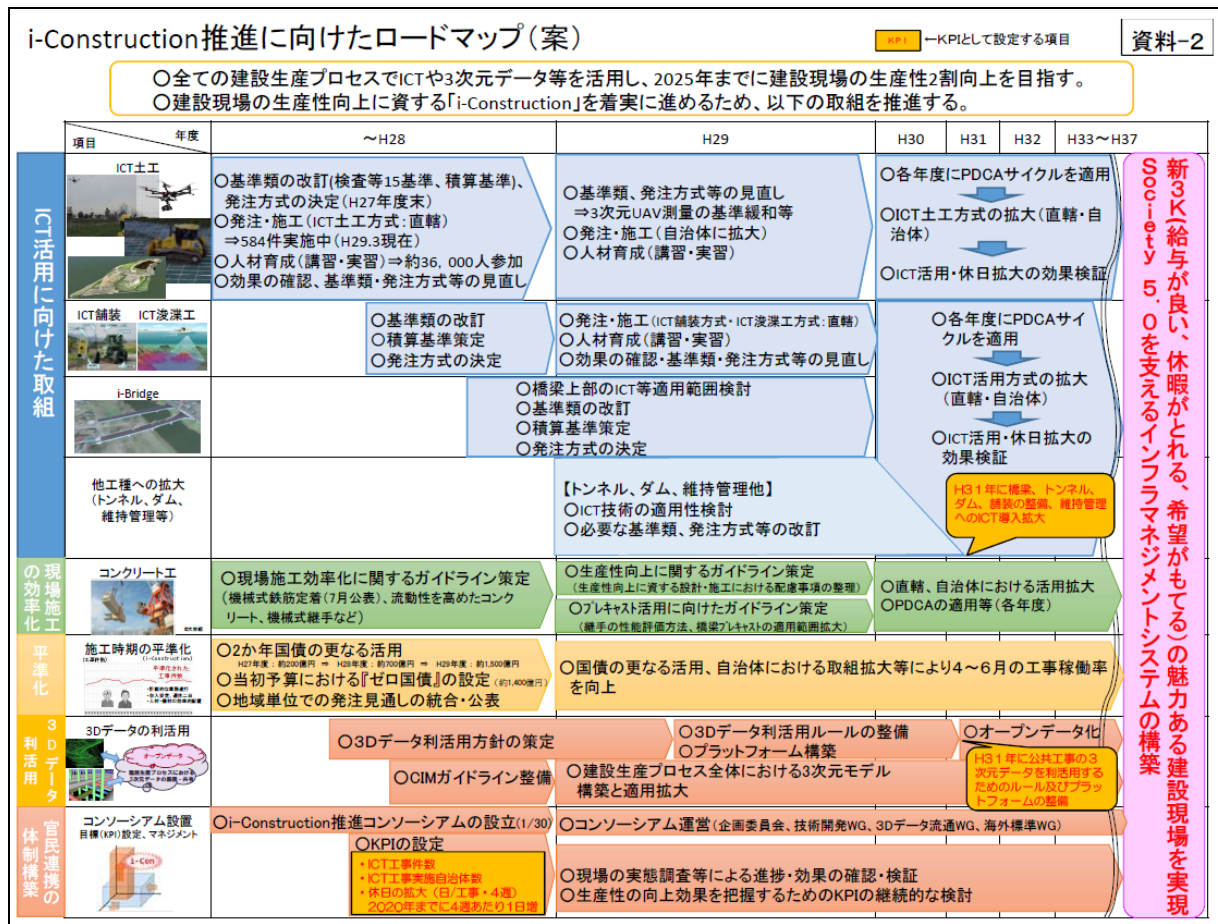 i-Construction推進に向けたロードマップ(案)
KPI
←KPIとして設定する項目
資料-2
○全ての建設生産プロセスでICTや3次元データ等を活用し、2025年までに建設現場の生産性2割向上を目指す。
○建設現場の生産性向上に資する「i-Construction」を着実に進めるため、以下の取組を推進する。
項目
年度
～H28
H29
H30
H31
H32
H33～H37
ICT活用に向けた取組
ICT土工
○基準類の改訂(検査等15基準、積算基準)、
発注方式の決定(H27年度末)
○発注・施工(ICT土工方式:直轄)
⇒584件実施中(H29.3現在)
○人材育成(講習・実習)⇒約36,000人参加
○効果の確認、基準類・発注方式等の見直し
○基準類、発注方式等の見直し
⇒3次元UAV測量の基準緩和等
○発注・施工(自治体に拡大)
○人材育成(講習・実習)
○各年度にPDCAサイクルを適用
○ICT土工方式の拡大(直轄・自
治体)
○ICT活用・休日拡大の効果検証
ICT舗装
ICT浚渫工
○基準類の改訂
○積算基準策定
○発注方式の決定
○発注・施工(ICT舗装方式・ICT浚渫工方式:直轄)
○人材育成(講習・実習)
○効果の確認・基準類・発注方式等の見直し
○各年度にPDCAサイ
クルを適用
○ICT活用方式の拡大
(直轄・自治体)
○ICT活用・休日拡大の
効果検証
i-Bridge
○橋梁上部のICT等適用範囲検討
○基準類の改訂
○積算基準策定
○発注方式の決定
他工種への拡大
(トンネル、ダム、
維持管理等)
【トンネル、ダム、維持管理他】
○ICT技術の適用性検討
○必要な基準類、発注方式等の改訂
H31年に橋梁、トンネル、
ダム、舗装の整備、維持管理
へのICT導入拡大
現場施工
の効率化
コンクリート工
○現場施工効率化に関するガイドライン策定
(機械式鉄筋定着(7月公表)、流動性を高めたコンク
リート、機械式継手など)
○生産性向上に関するガイドライン策定
(生産性向上に資する設計・施工における配慮事項の整理)
○プレキャスト活用に向けたガイドライン策定
(継手の性能評価方法、橋梁プレキャストの適用範囲拡大)
○直轄、自治体における活用拡大
○PDCAの適用等(各年度)
平準化
施工時期の平準化
(i-Construction)
平準化された
工事件数
○2か年国債の更なる活用
H27年度:約200億円 ⇒ H28年度:約700億円 ⇒ H29年度:約1,500億円
○当初予算における『ゼロ国債』の設定(約1,400億円)
○地域単位での発注見通しの統合・公表
○国債の更なる活用、自治体における取組拡大等により4～6月の工事稼働率
を向上
3Dデータ
利活用
3Dデータの利活用
オープンデータ
建設生産プロセスにおける
3次元データの蓄積・共有
○3Dデータ利活用方針の策定
○3Dデータ利活用ルールの整備
○プラットフォーム構築
○オープンデータ化
○CIMガイドライン整備
○建設生産プロセス全体における3次元モデル
構築と適用拡大
H31年に公共工事の3
次元データを利活用する
ためのルール及びプラッ
トフォームの整備
官民連携の
体制構築
コンソーシアム設置
目標(KPI)設定、マネジメント
i-Con
○i-Construction推進コンソーシアムの設立(1/30)
○コンソーシアム運営(企画委員会、技術開発WG、3Dデータ流通WG、海外標準WG)
○KPIの設定
・ICT工事件数
・ICT工事実施自治体数
・休日の拡大(日/工事・4週)
2020年までに4週あたり1日増
○現場の実態調査等による進捗・効果の確認・検証
○生産性の向上効果を把握するためのKPIの継続的な検討
新3K(給与が良い、休暇がとれる、希望がもてる)の魅力ある建設現場を実現
Society 5.0を支えるインフラマネジメントシステムの構築